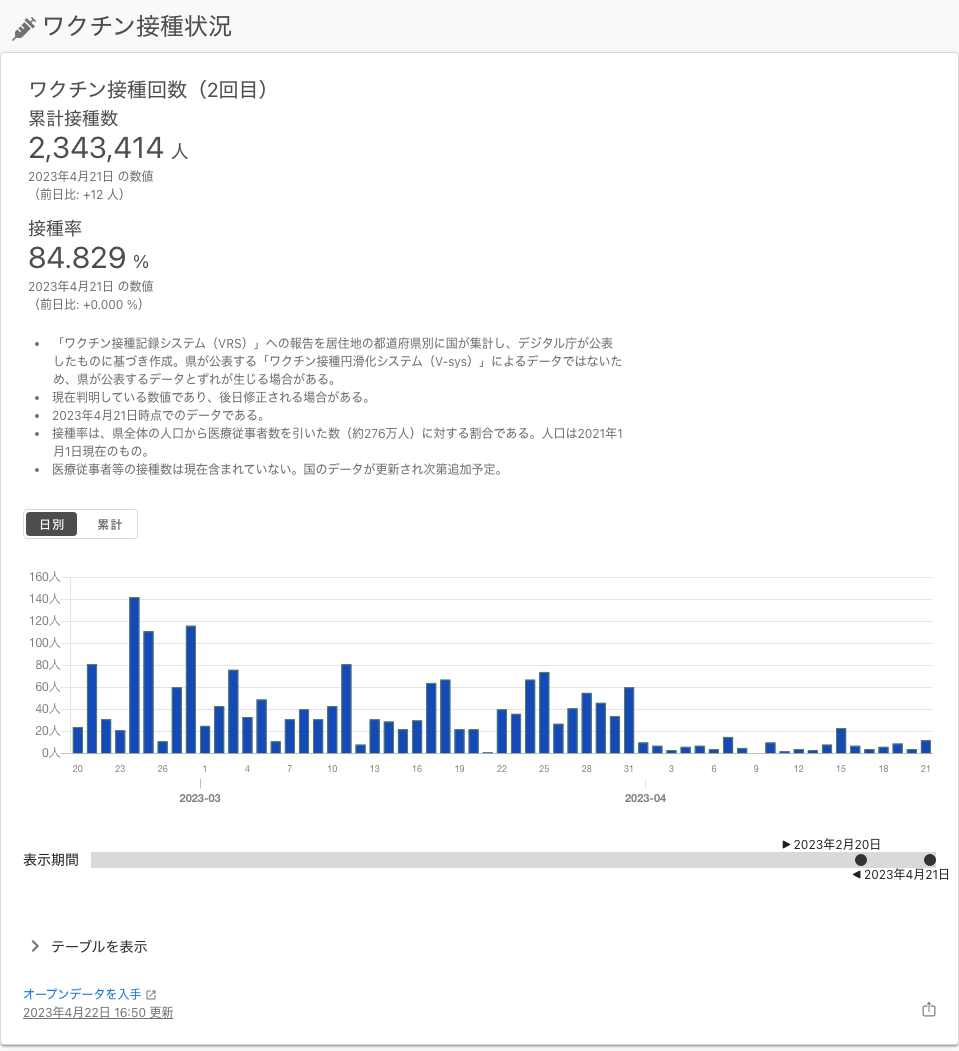 ワクチン接種状況
ワクチン接種回数（2回目）
累計接種数
2,343,414 人
2023年4月21日 の数値
（前日比: +12 人）
接種率
84.829 %
2023年4月21日 の数値
（前日比: +0.000 %）
• 「ワクチン接種記録システム（VRS）」への報告を居住地の都道府県別に国が集計し、デジタル庁が公表
したものに基づき作成。県が公表する「ワクチン接種円滑化システム（V-sys）」によるデータではないた
め、県が公表するデータとずれが生じる場合がある。
• 現在判明している数値であり、後日修正される場合がある。
• 2023年4月21日時点でのデータである。
• 接種率は、県全体の人口から医療従事者数を引いた数（約276万人）に対する割合である。人口は2021年1
月1日現在のもの。
• 医療従事者等の接種数は現在含まれていない。国のデータが更新され次第追加予定。
日別 累計
160人
140人
120人
100人
80人
60人
40人
20人
0人
20 23 26 1 4 7 10 13 16 19 22 25 28 31 3 6 9 12 15 18 21
2023-03 2023-04
▶ 2023年2月20日
表示期間
◀ 2023年4月21日
テーブルを表示
オープンデータを入手
2023年4月22日 16:50 更新